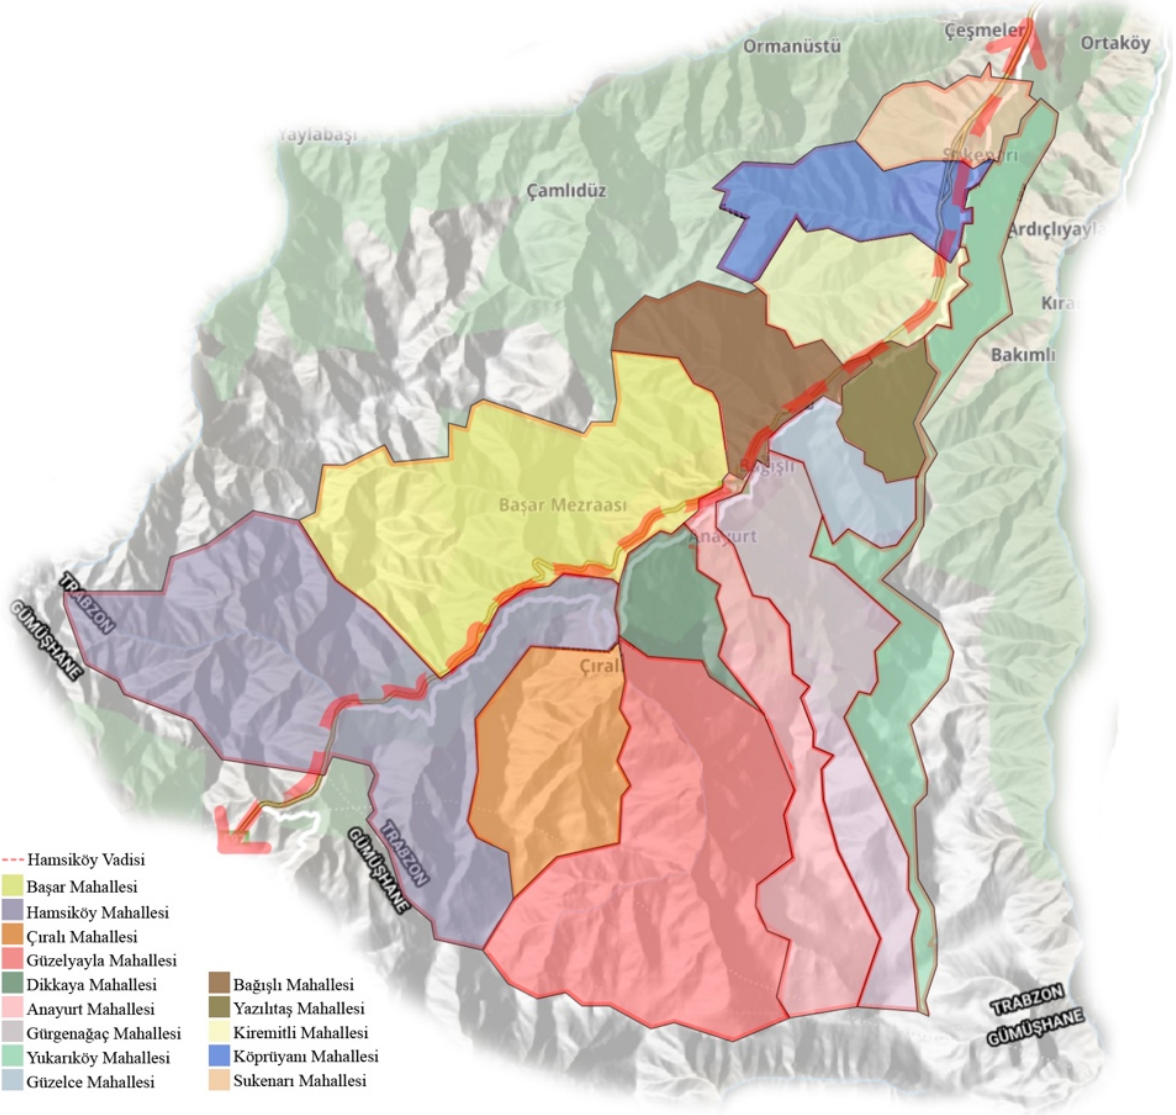 Çeşmeler
Ormanüstü
Ortaköy
Yaylabaşı
Sukenarı
Çamlıdüz
Ardıçlıyayla
Kıra
Bakımlı
Bağışlı
Başar Mezraası
Anayurt
TRABZON
GÜMÜŞHANE
Çıralı
TRABZON
GÜMÜŞHANE
Hamsiköy Vadisi
Başar Mahallesi
Hamsiköy Mahallesi
Çıralı Mahallesi
Güzelyayla Mahallesi
Dikkaya Mahallesi
Anayurt Mahallesi
Gürgenağaç Mahallesi
Yukarıköy Mahallesi
Güzelce Mahallesi
Bağışlı Mahallesi
Yazılıtaş Mahallesi
Kiremitli Mahallesi
Köprüyanı Mahallesi
Sukenarı Mahallesi
TRABZON
GÜMÜŞHANE